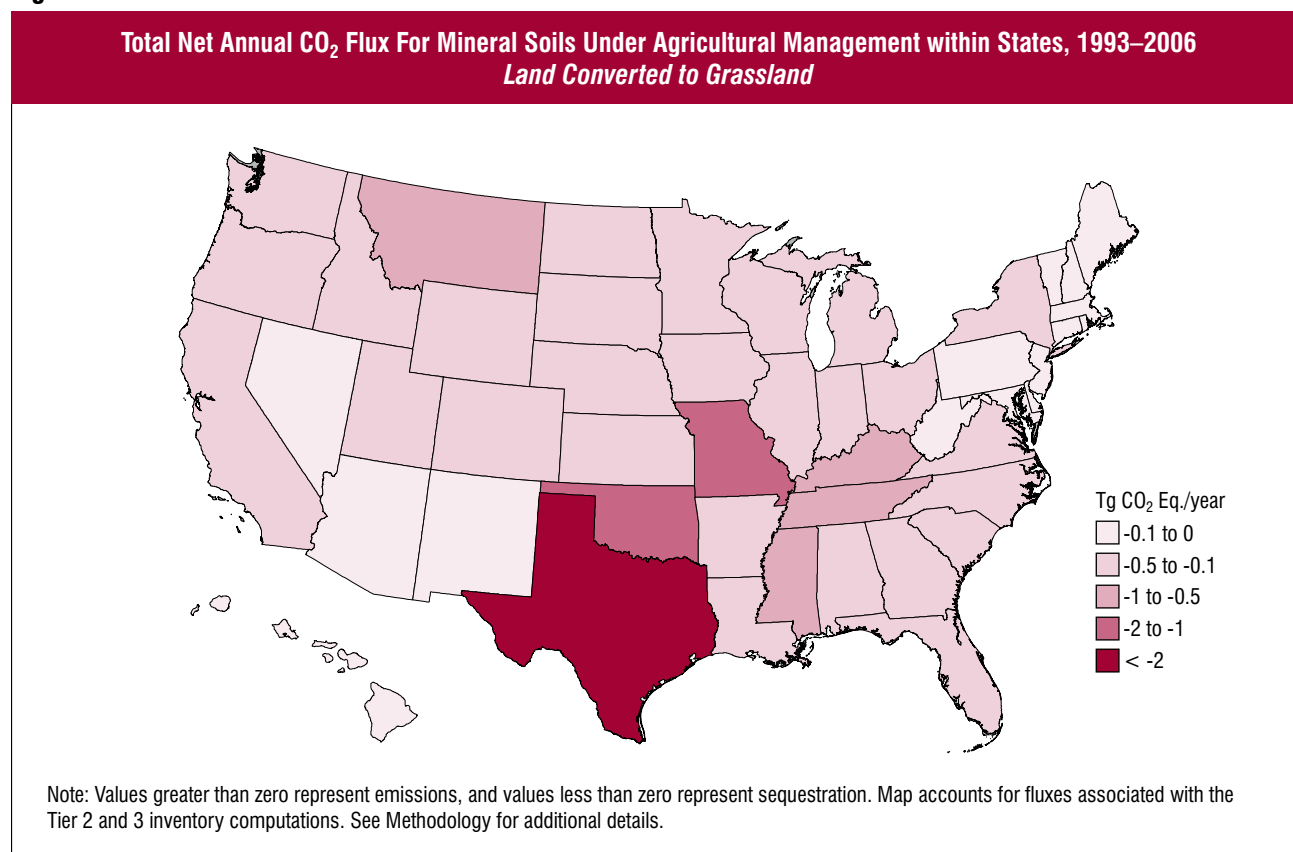 Total Net Annual CO₂ Flux For Mineral Soils Under Agricultural Management within States, 1993–2006
Land Converted to Grassland
Tg CO₂ Eq./year
-0.1 to 0
-0.5 to -0.1
-1 to -0.5
-2 to -1
< -2
Note: Values greater than zero represent emissions, and values less than zero represent sequestration. Map accounts for fluxes associated with the
Tier 2 and 3 inventory computations. See Methodology for additional details.